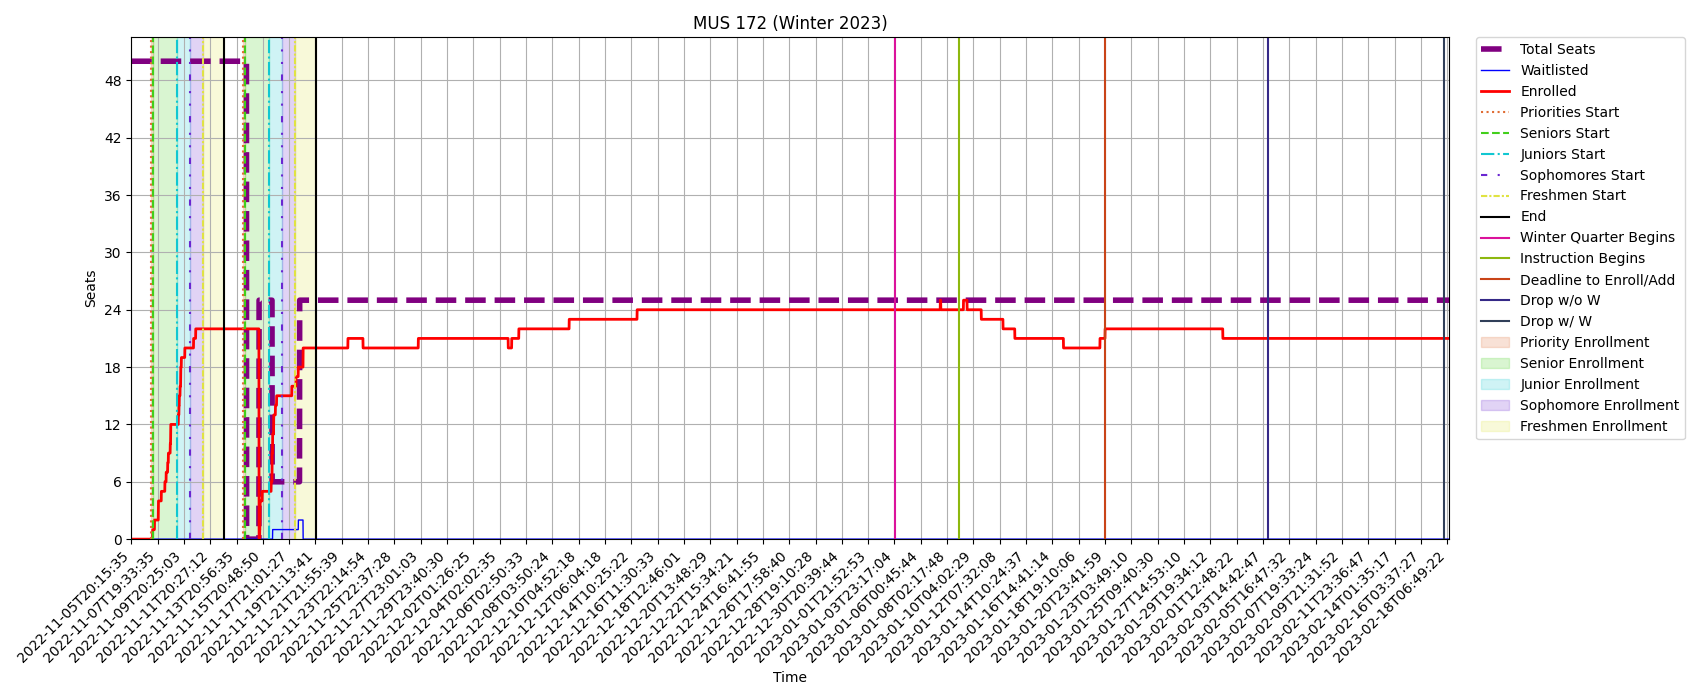 MUS 172 (Winter 2023)
Seats
48
42
36
30
24
18
12
6
0
2022-11-05T20:15:35
2022-11-07T19:33:35
2022-11-09T20:25:03
2022-11-11T20:27:12
2022-11-13T20:56:35
2022-11-15T20:48:50
2022-11-17T21:01:27
2022-11-19T21:13:41
2022-11-21T21:55:39
2022-11-23T22:14:54
2022-11-25T22:37:28
2022-11-27T23:01:03
2022-11-29T23:40:30
2022-12-02T01:26:25
2022-12-04T02:02:35
2022-12-06T02:50:33
2022-12-08T03:50:24
2022-12-10T04:52:18
2022-12-12T06:04:18
2022-12-14T10:25:22
2022-12-16T11:30:33
2022-12-18T12:46:01
2022-12-20T13:48:29
2022-12-22T15:34:21
2022-12-24T16:41:55
2022-12-26T17:58:40
2022-12-28T19:10:28
2022-12-30T20:39:44
2023-01-01T21:52:53
2023-01-03T23:17:04
2023-01-06T00:45:44
2023-01-08T02:17:48
2023-01-10T04:02:29
2023-01-12T07:32:08
2023-01-14T10:24:37
2023-01-16T14:41:14
2023-01-18T19:10:06
2023-01-20T23:41:59
2023-01-23T03:49:10
2023-01-25T09:40:30
2023-01-27T14:53:10
2023-01-29T19:34:12
2023-02-01T12:48:22
2023-02-03T14:42:47
2023-02-05T16:47:32
2023-02-07T19:33:24
2023-02-09T21:31:52
2023-02-11T23:36:47
2023-02-14T01:35:17
2023-02-16T03:37:27
2023-02-18T06:49:22
Time
Total Seats
Waitlisted
Enrolled
Priorities Start
Seniors Start
Juniors Start
Sophomores Start
Freshmen Start
End
Winter Quarter Begins
Instruction Begins
Deadline to Enroll/Add
Drop w/o W
Drop w/ W
Priority Enrollment
Senior Enrollment
Junior Enrollment
Sophomore Enrollment
Freshmen Enrollment